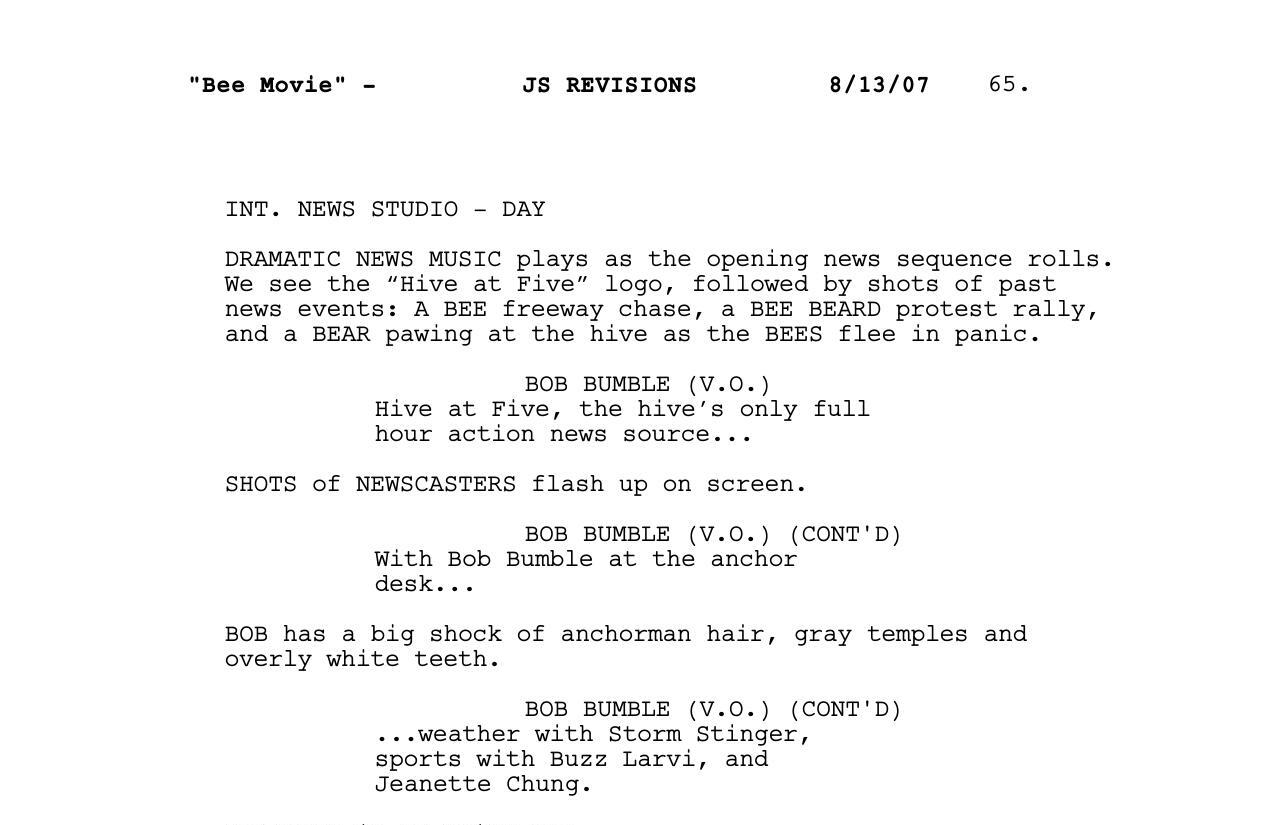 "Bee Movie" - JS REVISIONS 8/13/07 65.
INT. NEWS STUDIO - DAY
DRAMATIC NEWS MUSIC plays as the opening news sequence rolls.
We see the “Hive at Five” logo, followed by shots of past
news events: A BEE freeway chase, a BEE BEARD protest rally,
and a BEAR pawing at the hive as the BEES flee in panic.
BOB BUMBLE (V.O.)
Hive at Five, the hive’s only full
hour action news source...
SHOTS of NEWSCASTERS flash up on screen.
BOB BUMBLE (V.O.) (CONT'D)
With Bob Bumble at the anchor
desk...
BOB has a big shock of anchorman hair, gray temples and
overly white teeth.
BOB BUMBLE (V.O.) (CONT'D)
...weather with Storm Stinger,
sports with Buzz Larvi, and
Jeanette Chung.